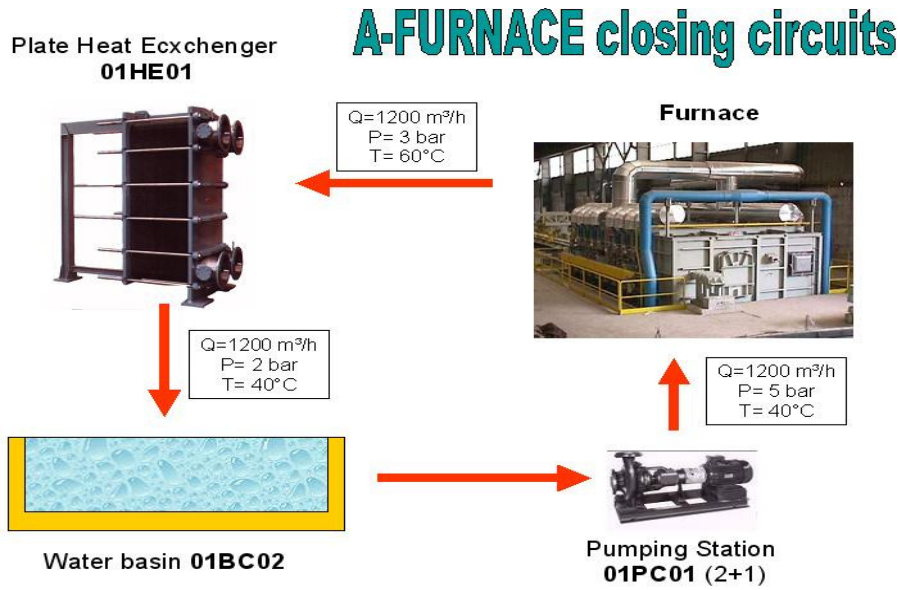 A-FURNACE closing circuits
Plate Heat Ecxchenger
01HE01
Q=1200 m³/h
P= 3 bar
T= 60°C
Furnace
Q=1200 m³/h
P= 2 bar
T= 40°C
Q=1200 m³/h
P= 5 bar
T= 40°C
Water basin 01BC02
Pumping Station
01PC01 (2+1)